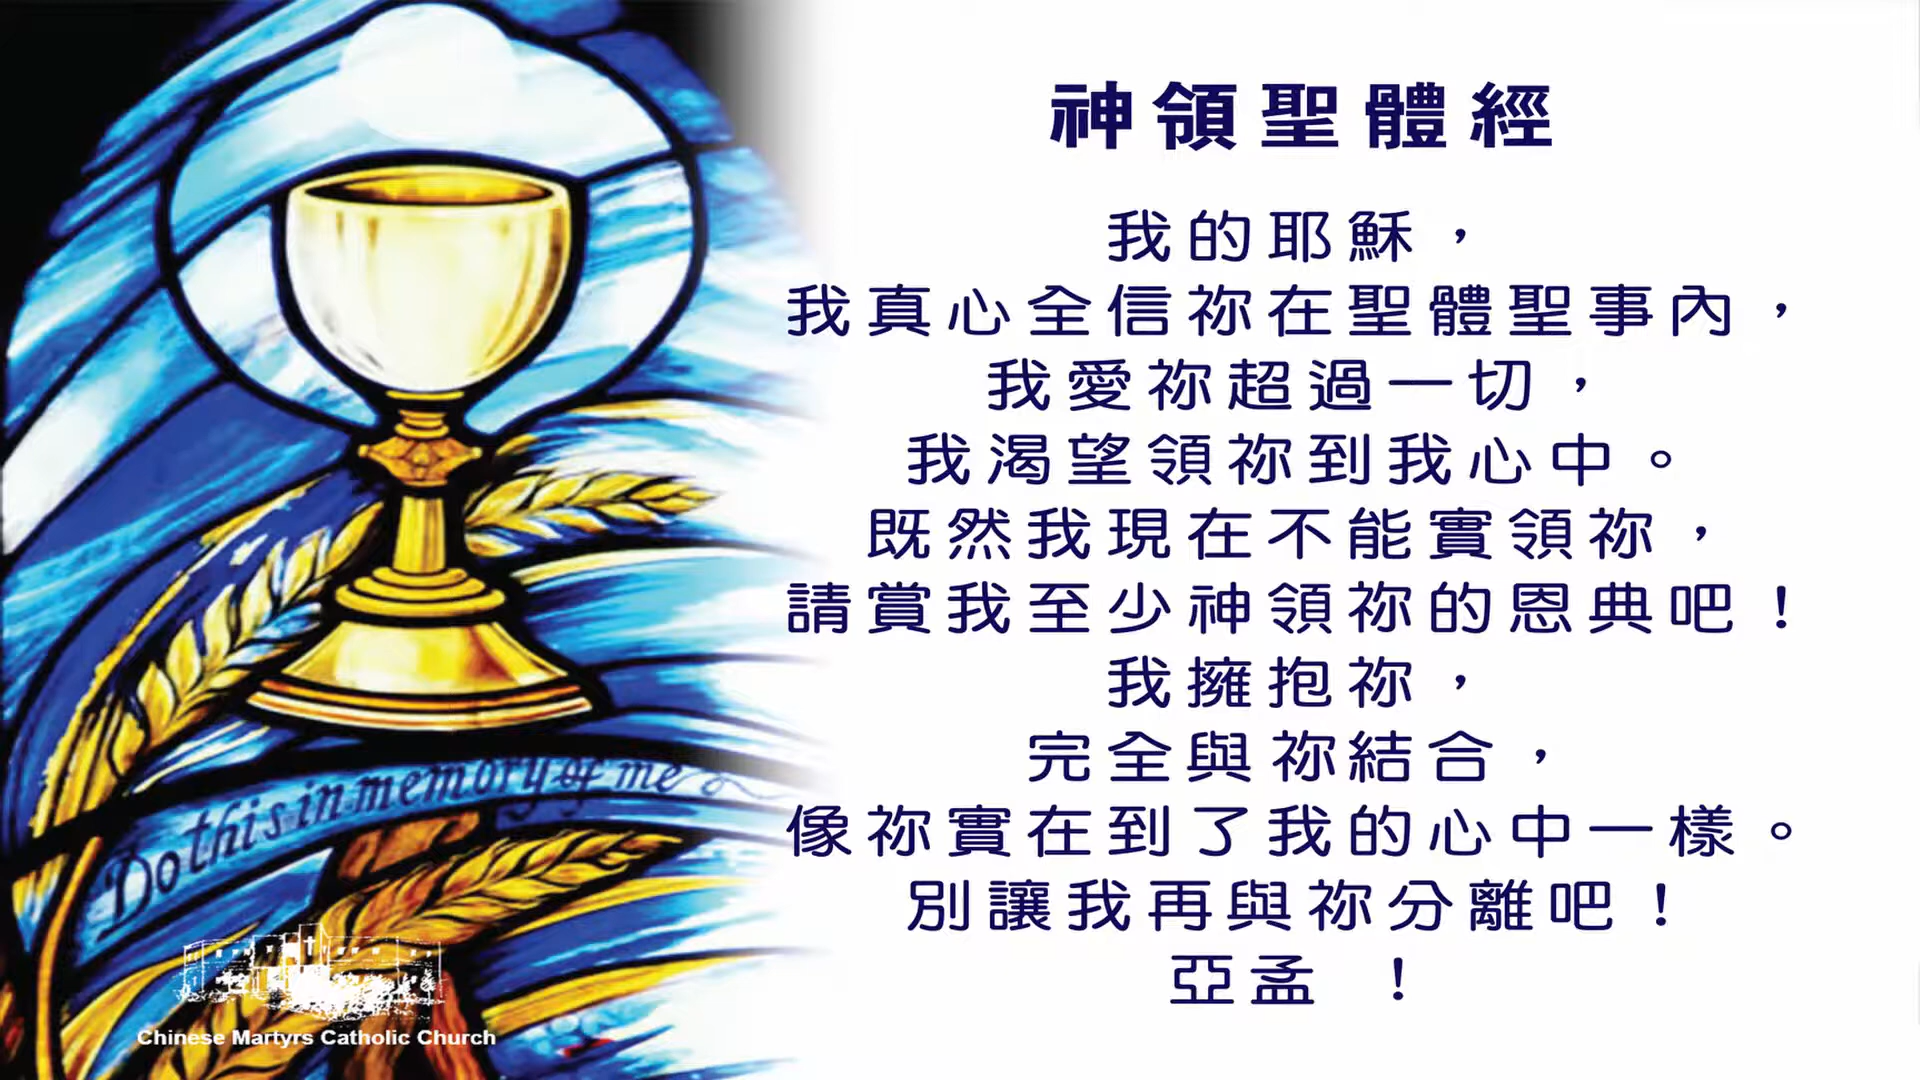 神領聖體經
我的耶穌，
我真心全信祢在聖體聖事內，
我愛祢超過一切，
我渴望領祢到我心中。
既然我現在不能實領祢，
請賞我至少神領祢的恩典吧！
我擁抱祢，
完全與祢結合，
像祢實在到了我的心中一樣。
別讓我再與祢分離吧！
亞孟 ！
Do this in memory of me
Chinese Martyrs Catholic Church